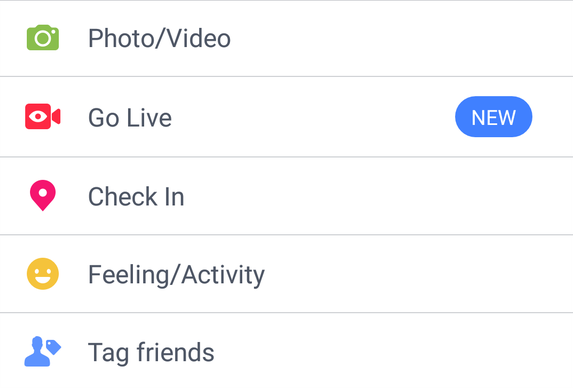 Photo/Video
Go Live NEW
Check In
Feeling/Activity
Tag friends